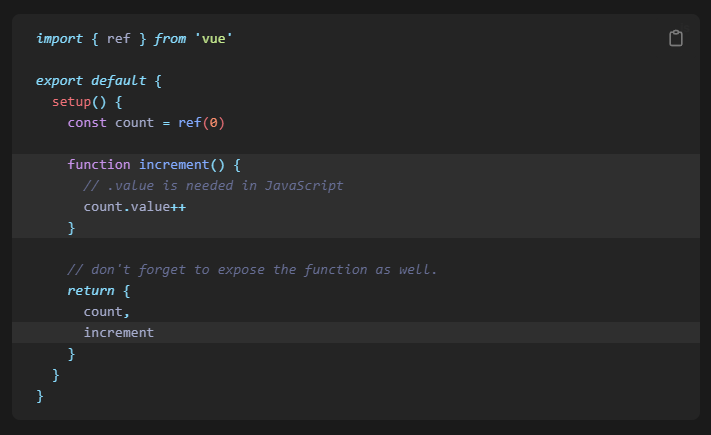 import { ref } from 'vue'
export default {
setup() {
const count = ref(0)
function increment() {
// .value is needed in JavaScript
count.value++
}
// don't forget to expose the function as well.
return {
count,
increment
}
}
}